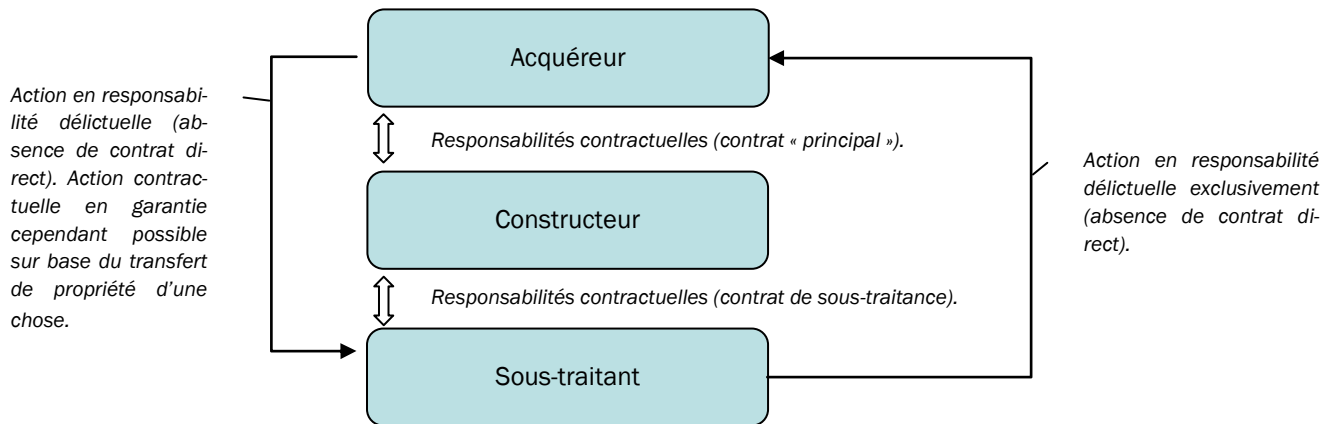 Acquéreur
Action en responsabi-
lité délictuelle (ab-
sence de contrat di-
rect). Action contrac-
tuelle en garantie
cependant possible
sur base du transfert
de propriété d'une
chose.
Responsabilités contractuelles (contrat « principal »).
Action en responsabilité
délictuelle exclusivement
(absence de contrat di-
rect).
Constructeur
Responsabilités contractuelles (contrat de sous-traitance).
Sous-traitant